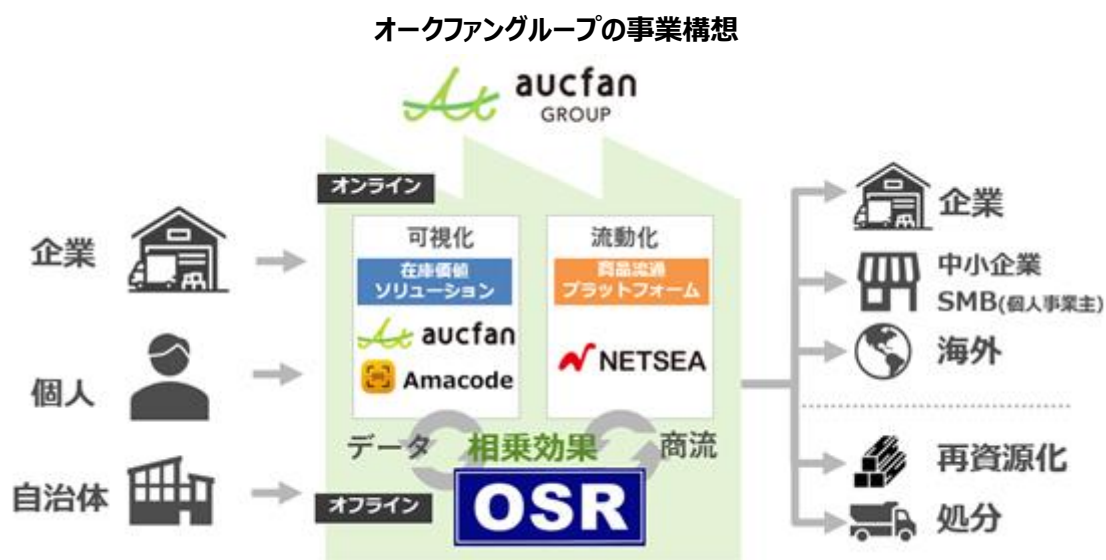 オークファングループの事業構想
aucfan
GROUP
オンライン
企業
個人
自治体
可視化
在庫価値
ソリューション
aucfan
Amacode
流動化
商品流通
プラットフォーム
NETSEA
データ
相乗効果
商流
オフライン
OSR
企業
中小企業
SMB(個人事業主)
海外
再資源化
処分